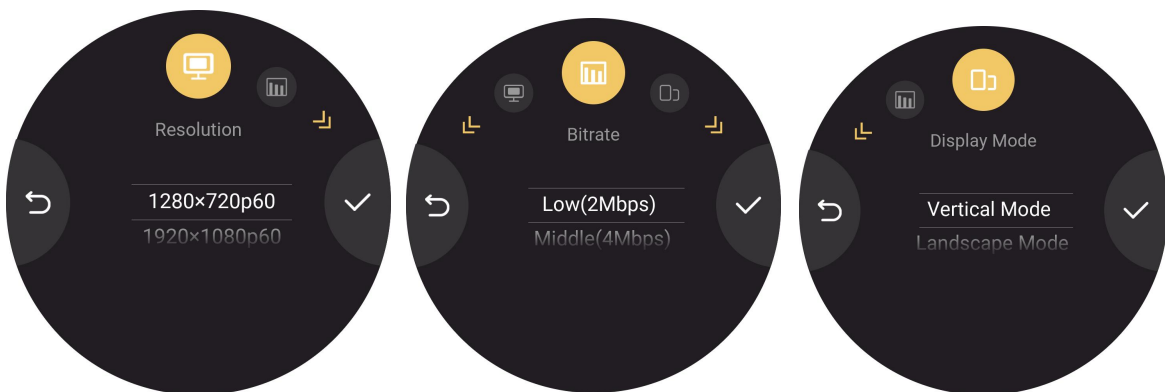 Resolution
1280×720p60
1920×1080p60
Bitrate
Low(2Mbps)
Middle(4Mbps)
Display Mode
Vertical Mode
Landscape Mode